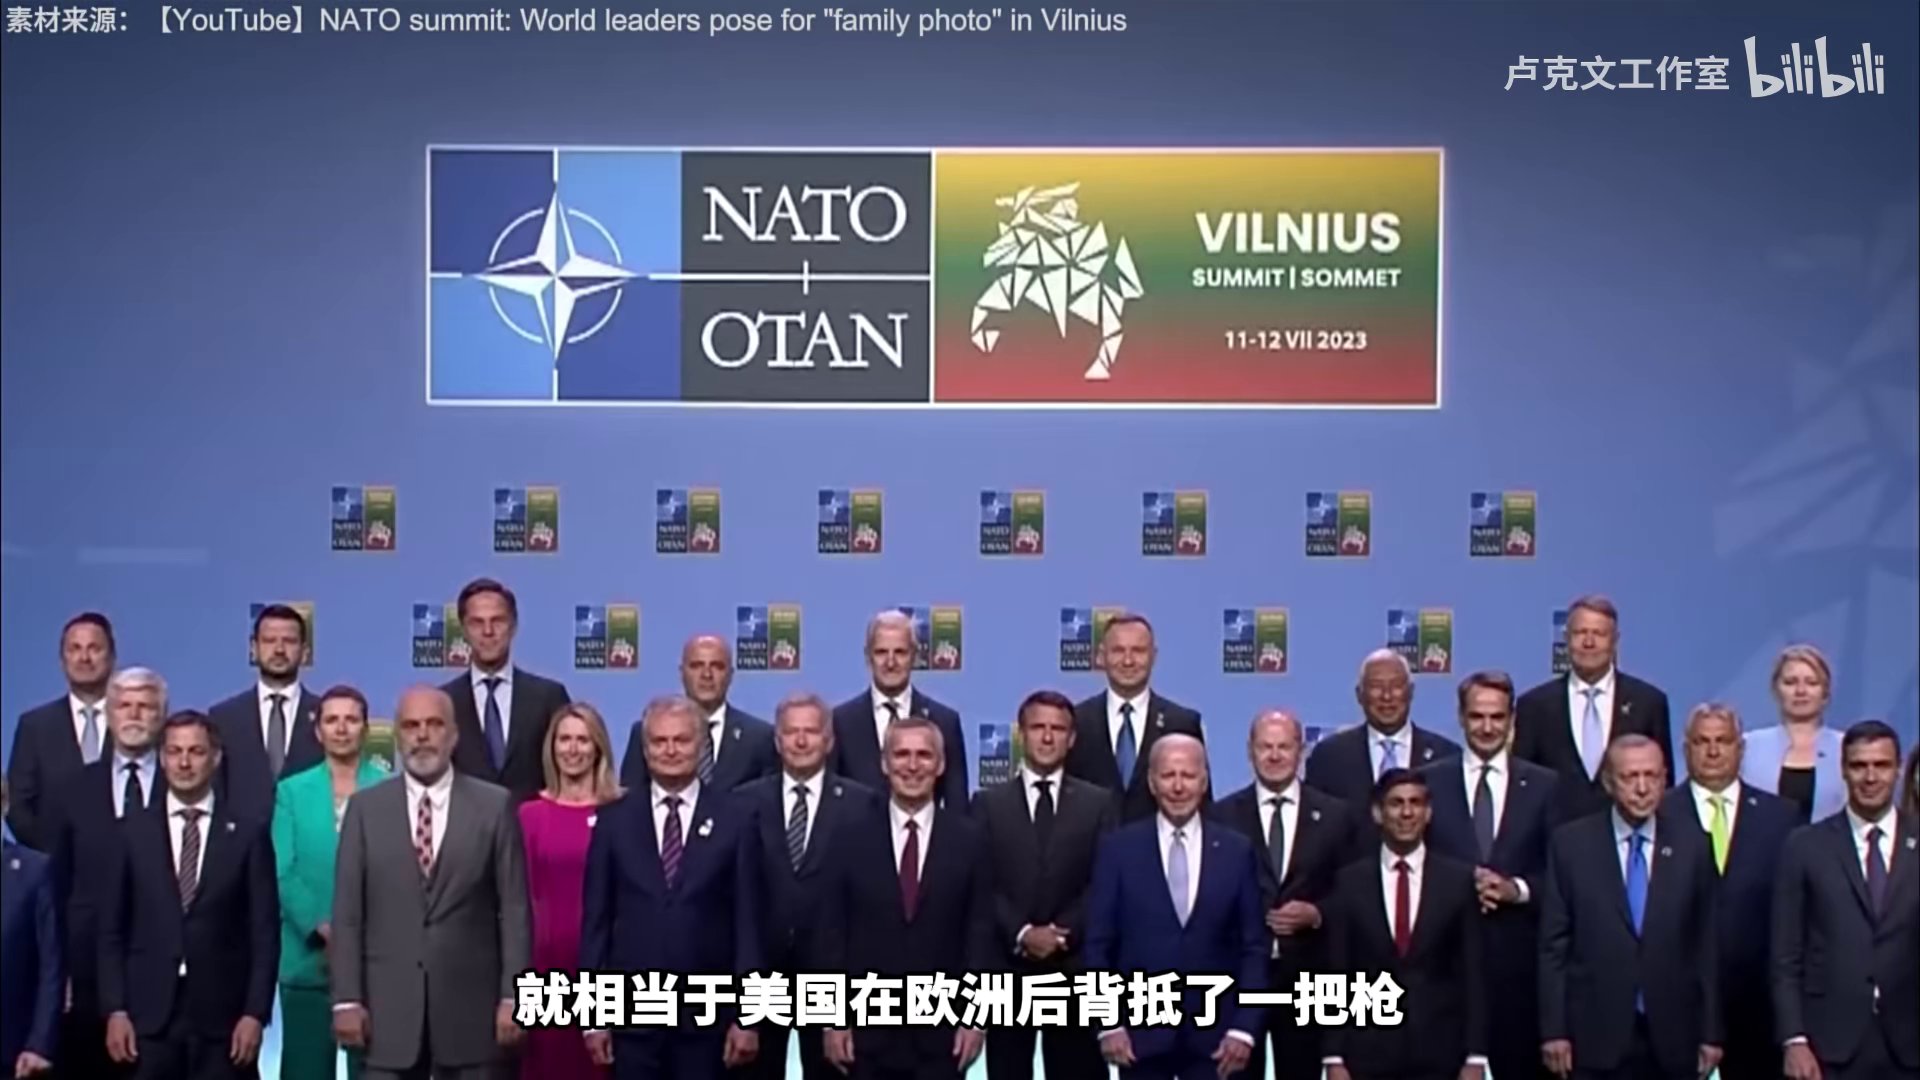 素材来源：【YouTube】NATO summit: World leaders pose for "family photo" in Vilnius
卢克文工作室 bilibili
NATO
OTAN
VILNIUS
SUMMIT | SOMMET
11-12 VII 2023
就相当于美国在欧洲后背抵了一把枪